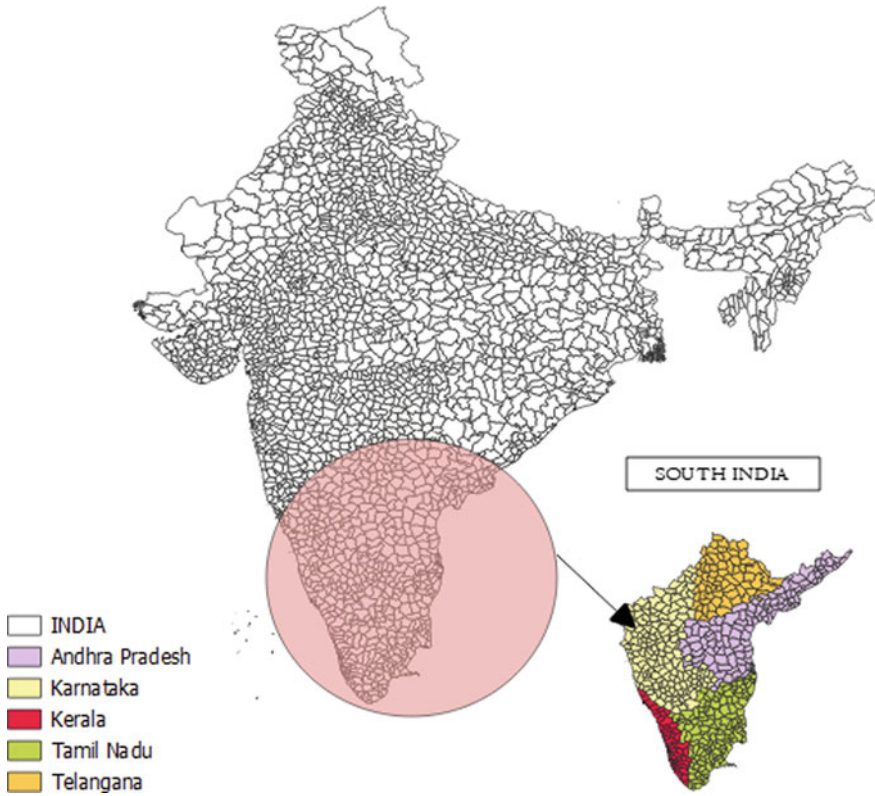 SOUTH INDIA
INDIA
Andhra Pradesh
Karnataka
Kerala
Tamil Nadu
Telangana